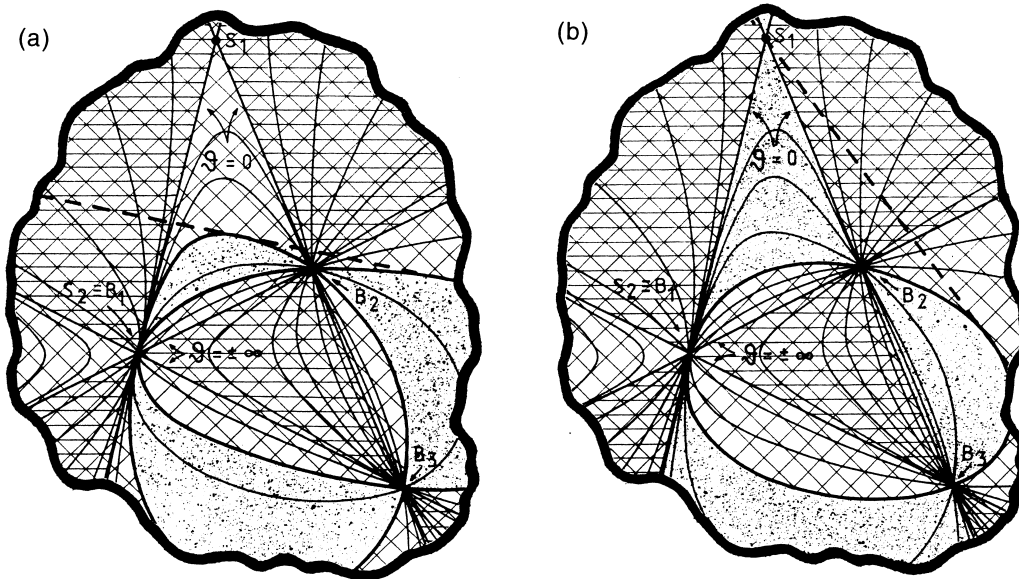 (a)
S₁
ϑ = 0
S₂≡B₁
B₂
ϑ = ± ∞
B₃
(b)
S₁
ϑ = 0
S₂≡B₁
B₂
ϑ = ± ∞
B₃